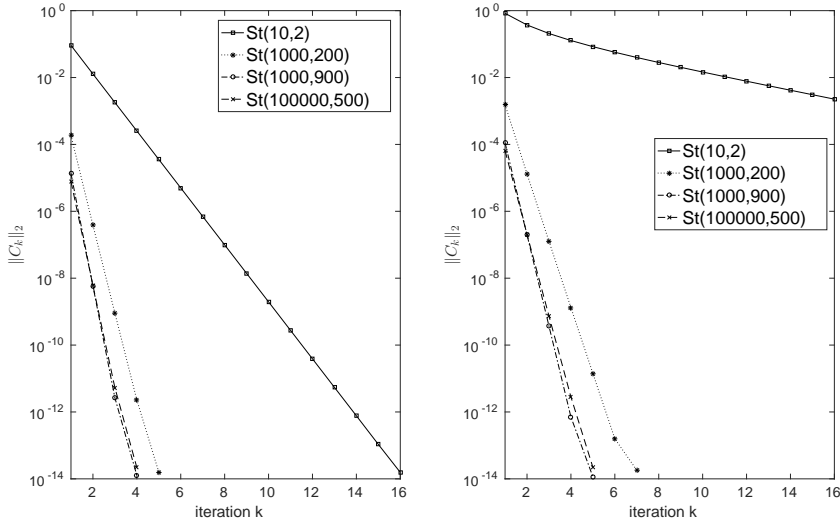 10^0
10^-2
10^-4
10^-6
10^-8
10^-10
10^-12
10^-14
‖C_k‖_2
2 4 6 8 10 12 14 16
iteration k
St(10,2)
St(1000,200)
St(1000,900)
St(100000,500)
10^0
10^-2
10^-4
10^-6
10^-8
10^-10
10^-12
10^-14
‖C_k‖_2
2 4 6 8 10 12 14 16
iteration k
St(10,2)
St(1000,200)
St(1000,900)
St(100000,500)